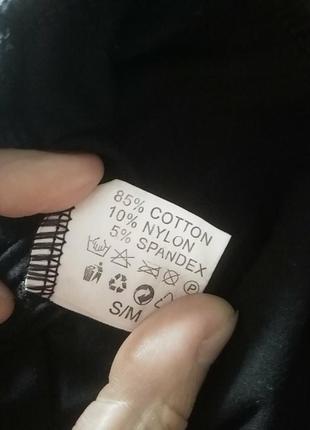 85% COTTON
10% NYLON
5% SPANDEX
P
S/M